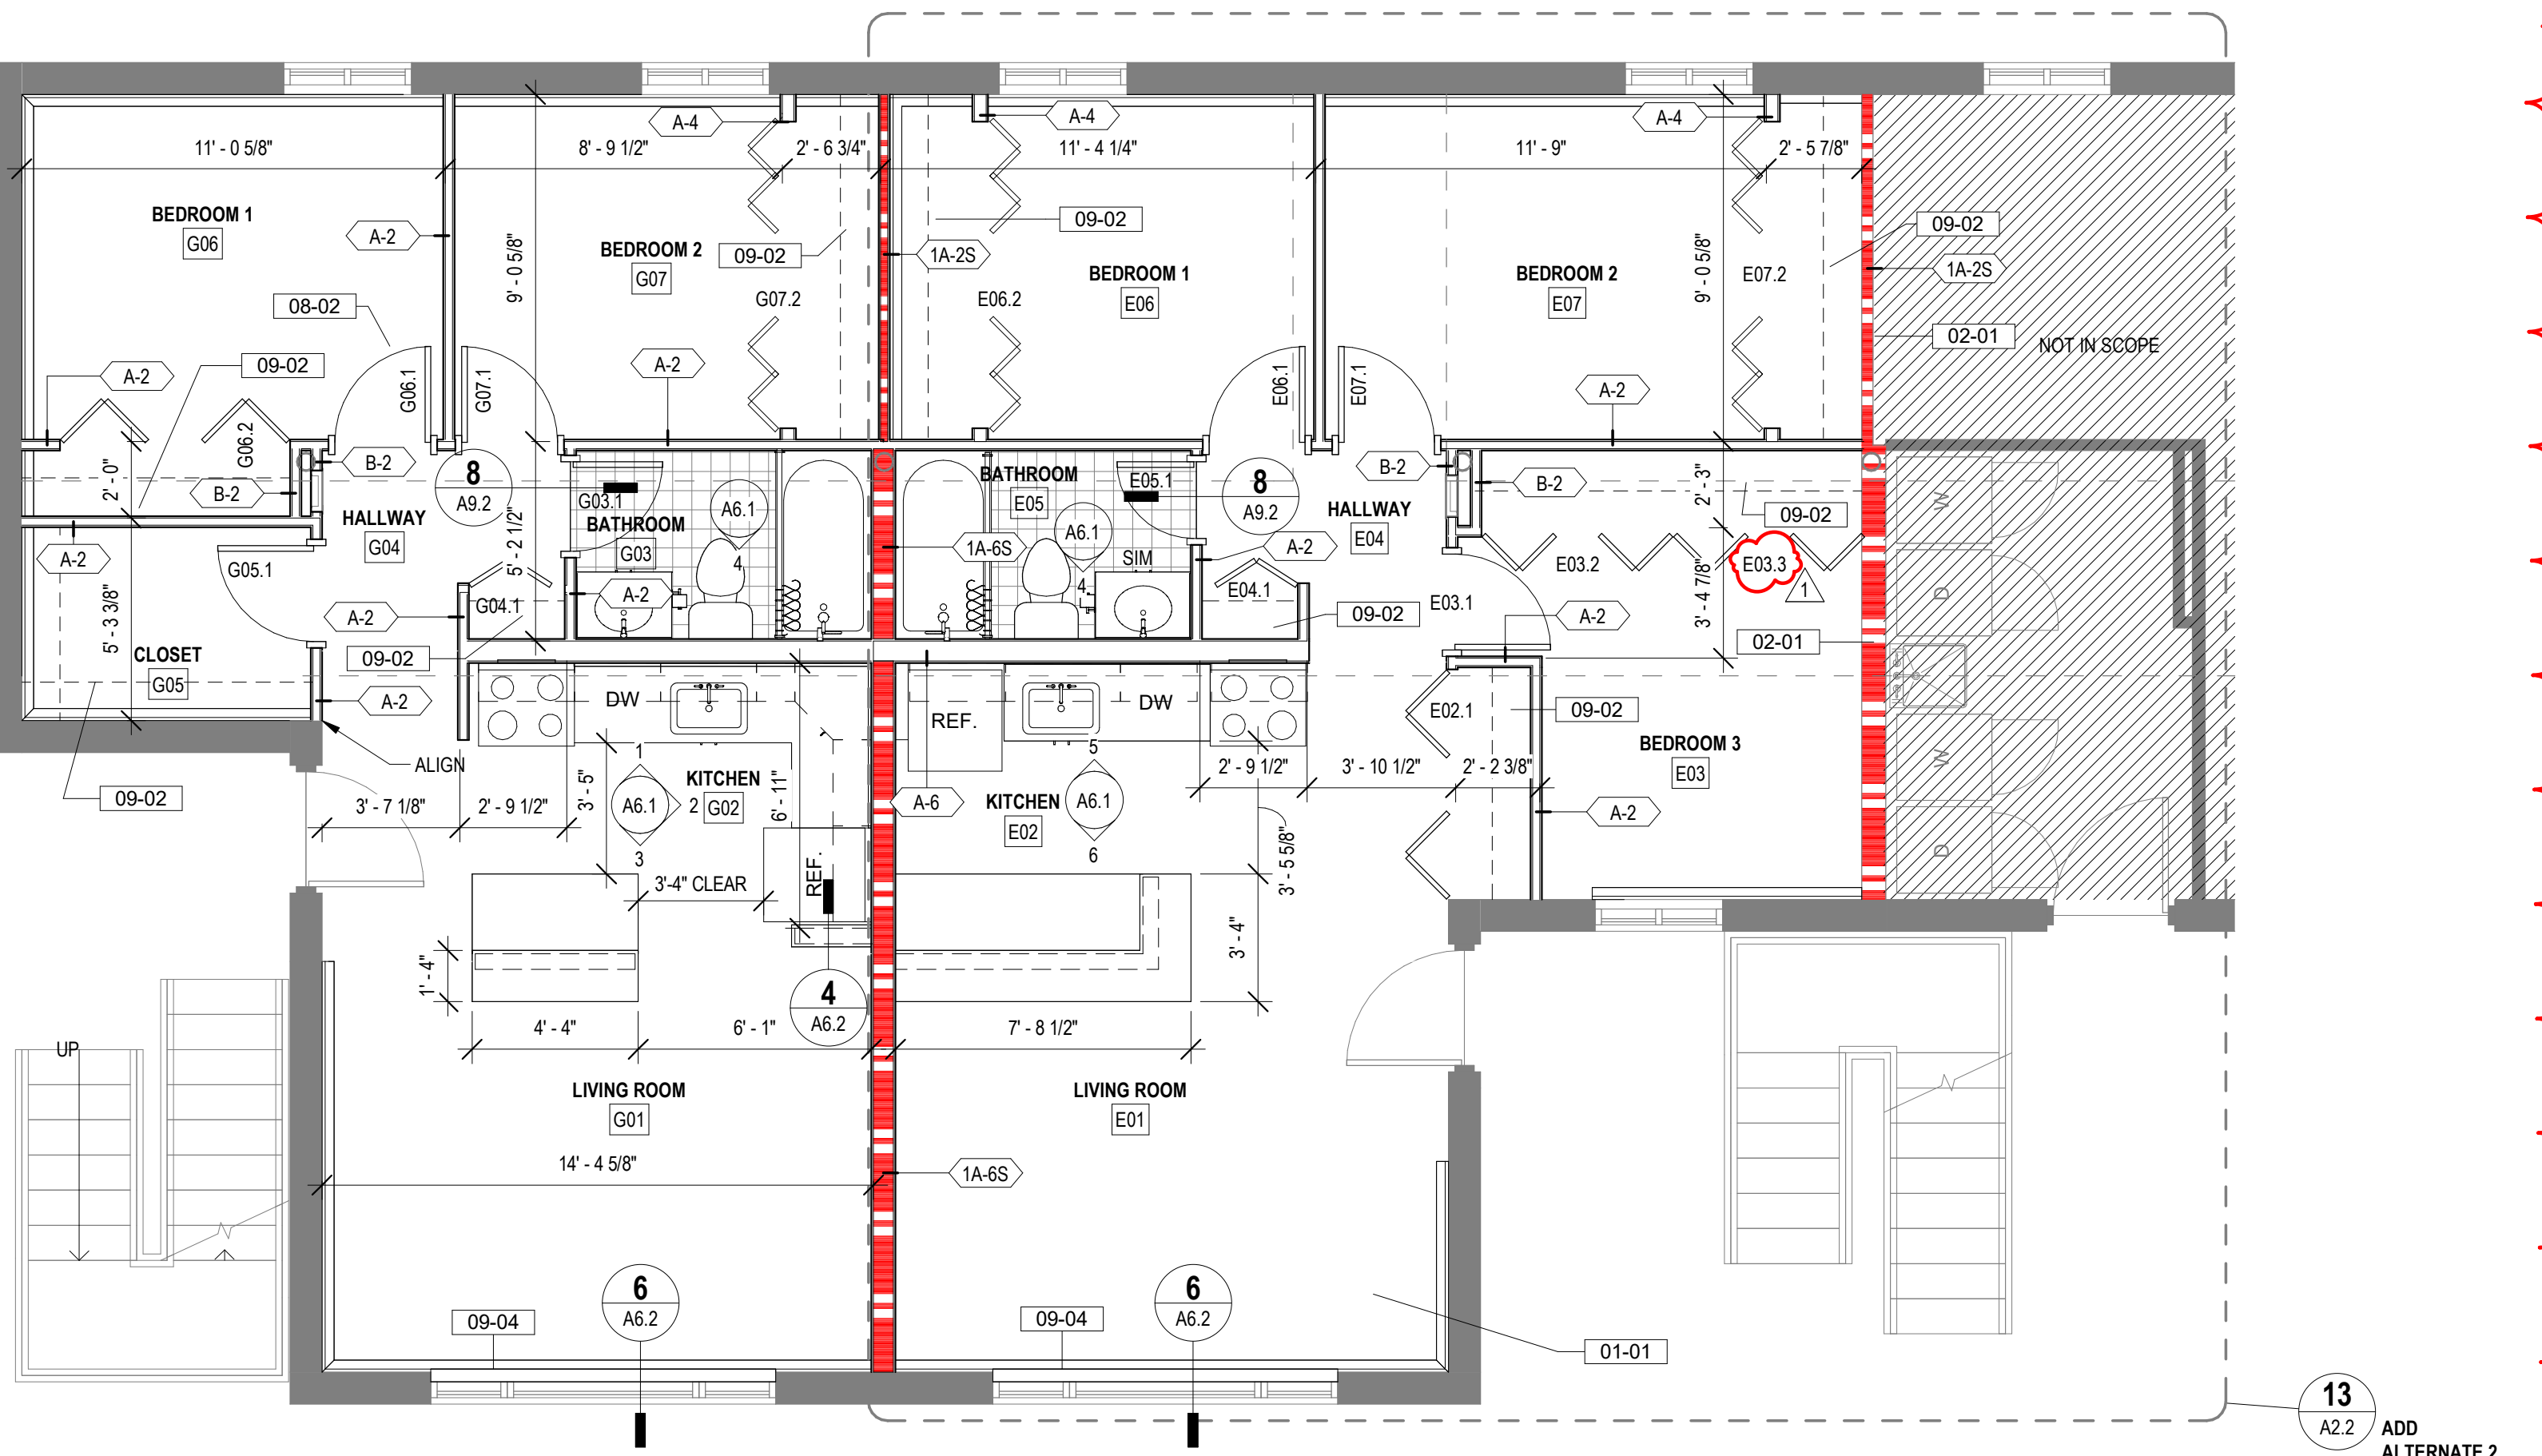 11' - 0 5/8"
8' - 9 1/2"
2' - 6 3/4"
11' - 4 1/4"
11' - 9"
2' - 5 7/8"
A-4
A-4
A-4
BEDROOM 1
G06
A-2
BEDROOM 2
G07
09-02
9' - 0 5/8"
G07.2
1A-2S
09-02
E06.2
BEDROOM 1
E06
BEDROOM 2
E07
9' - 0 5/8"
E07.2
09-02
1A-2S
02-01
NOT IN SCOPE
08-02
09-02
A-2
G06.1
G07.1
A-2
E06.1
E07.1
A-2
G06.2
2' - 0"
B-2
B-2
8
A9.2
HALLWAY
G04
5' - 2 1/2"
G03.1
BATHROOM
G03
A6.1
4
1A-6S
BATHROOM
E05
E05.1
A6.1
4
SIM
8
A9.2
HALLWAY
E04
A-2
B-2
B-2
2' - 3"
09-02
E03.2
E03.3
1
3' - 4 7/8"
W
D
W
D
A-2
G05.1
5' - 3 3/8"
A-2
G04.1
A-2
E04.1
09-02
E03.1
A-2
02-01
CLOSET
G05
09-02
A-2
ALIGN
09-02
DW
REF.
DW
E02.1
09-02
BEDROOM 3
E03
3' - 7 1/8"
2' - 9 1/2"
3' - 5"
1
A6.1
2
3
KITCHEN
G02
6' - 11"
REF.
3'-4" CLEAR
A-6
KITCHEN
E02
5
A6.1
6
2' - 9 1/2"
3' - 10 1/2"
2' - 2 3/8"
A-2
3' - 5 5/8"
3' - 4"
1' - 4"
4' - 4"
6' - 1"
4
A6.2
7' - 8 1/2"
UP
LIVING ROOM
G01
LIVING ROOM
E01
14' - 4 5/8"
1A-6S
09-04
6
A6.2
09-04
6
A6.2
01-01
13
A2.2
ADD
ALTERNATE 2